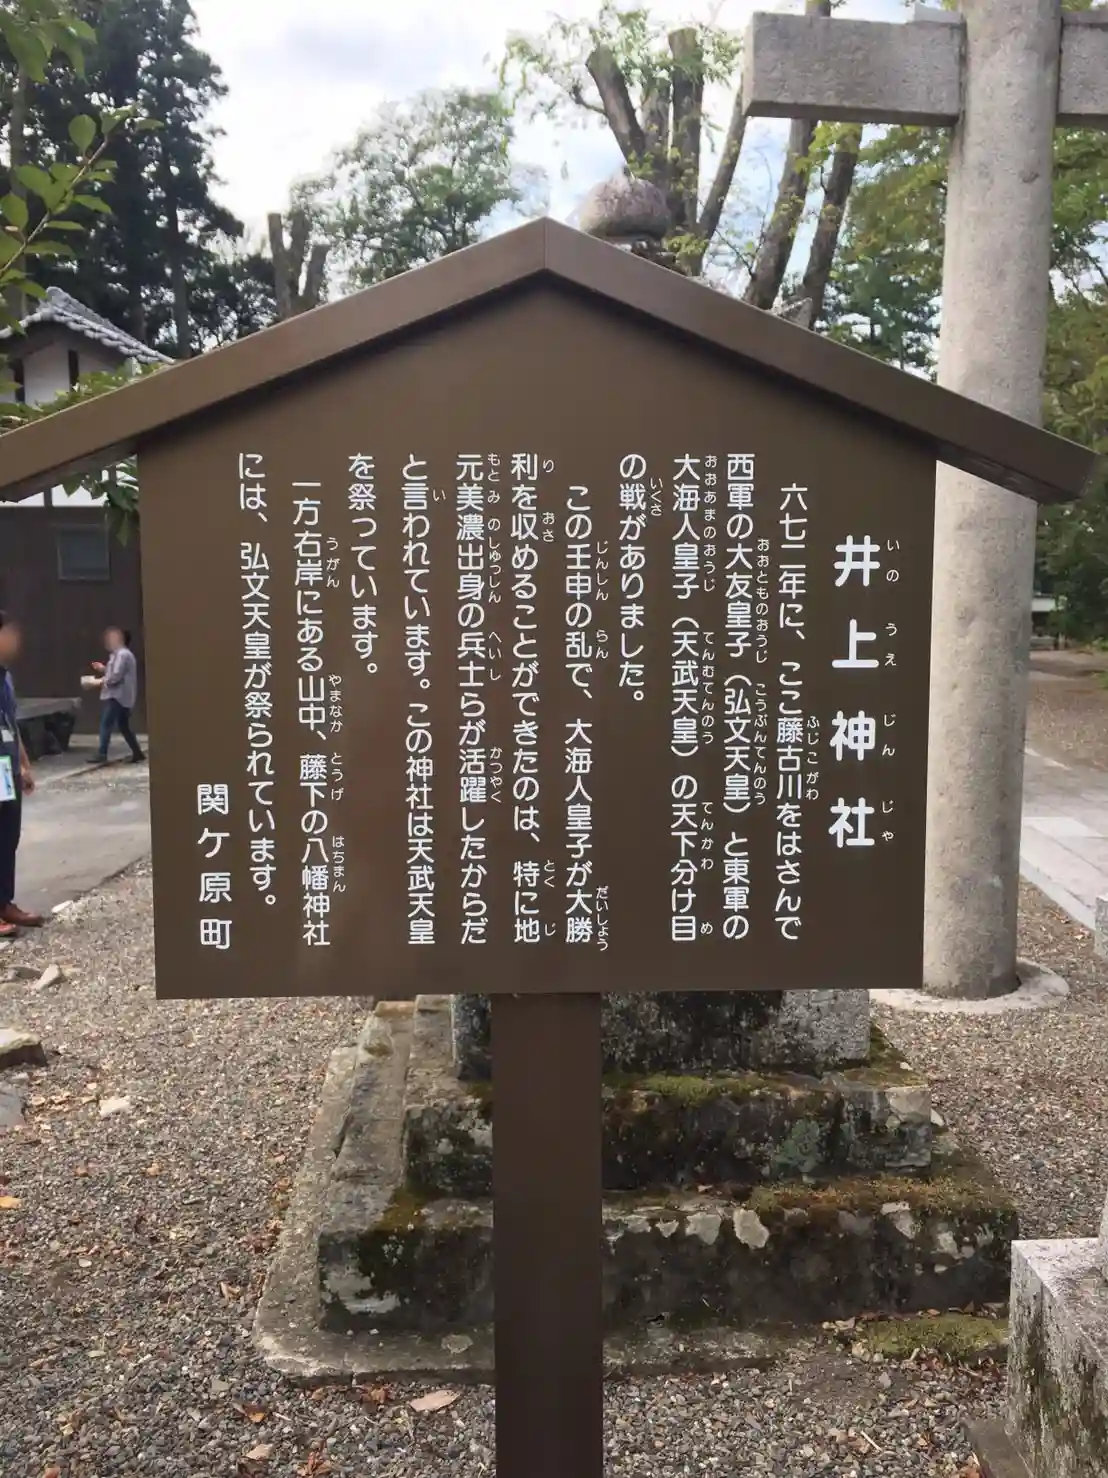 井上神社
六七二年に、ここ藤古川をはさんで
西軍の大友皇子（弘文天皇）と東軍の
大海人皇子（天武天皇）の天下分け目
の戦がありました。
この壬申の乱で、大海人皇子が大勝
利を収めることができたのは、特に地
元美濃出身の兵士らが活躍したからだ
と言われています。この神社は天武天皇
を祭っています。
一方右岸にある山中、藤下の八幡神社
には、弘文天皇が祭られています。
関ケ原町